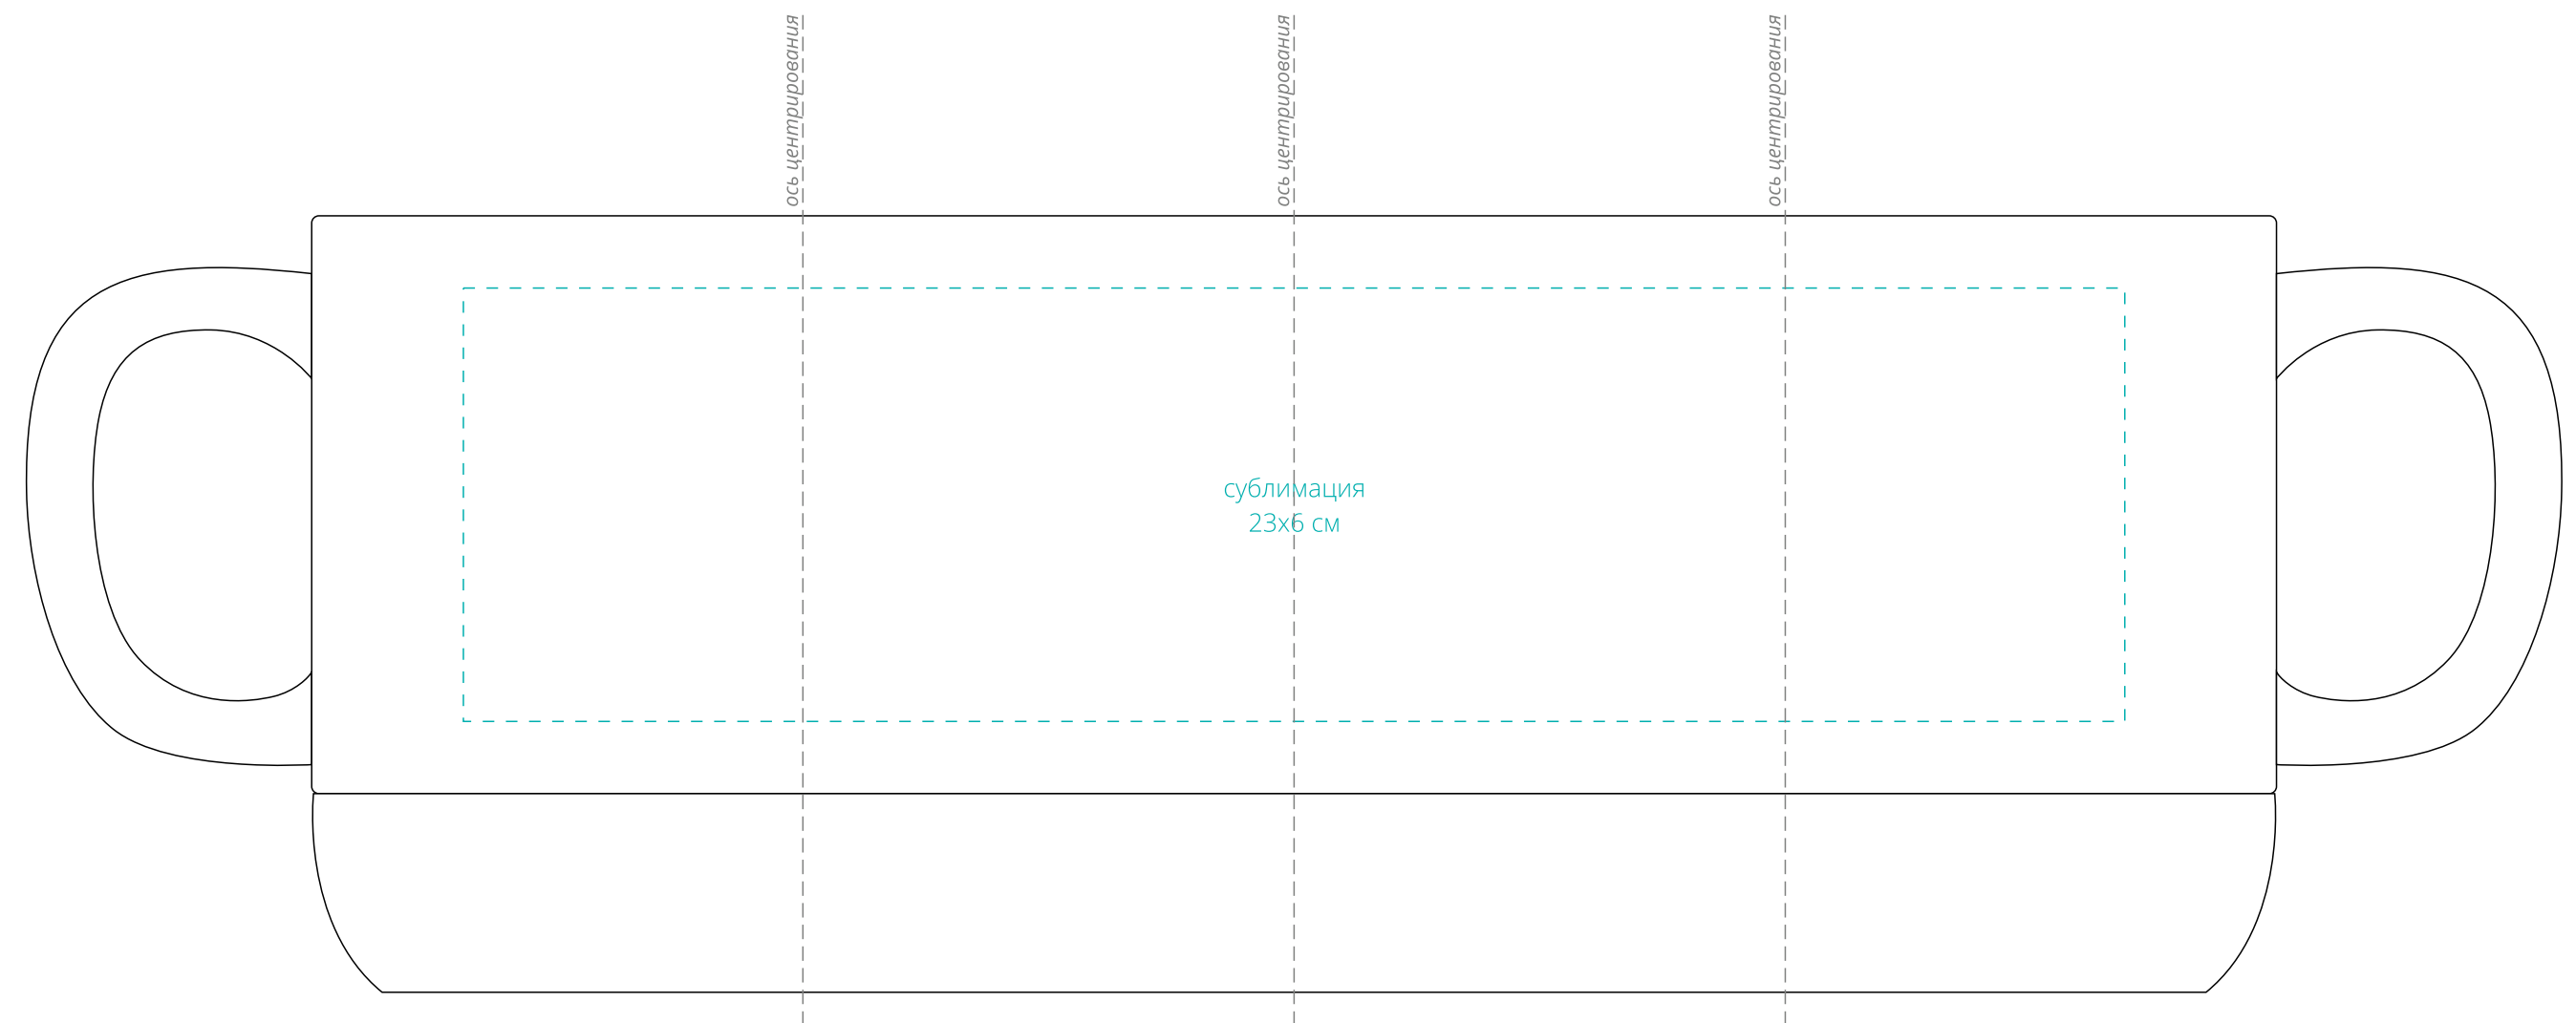 ось центрирования
ось центрирования
ось центрирования
сублимация
23х6 см